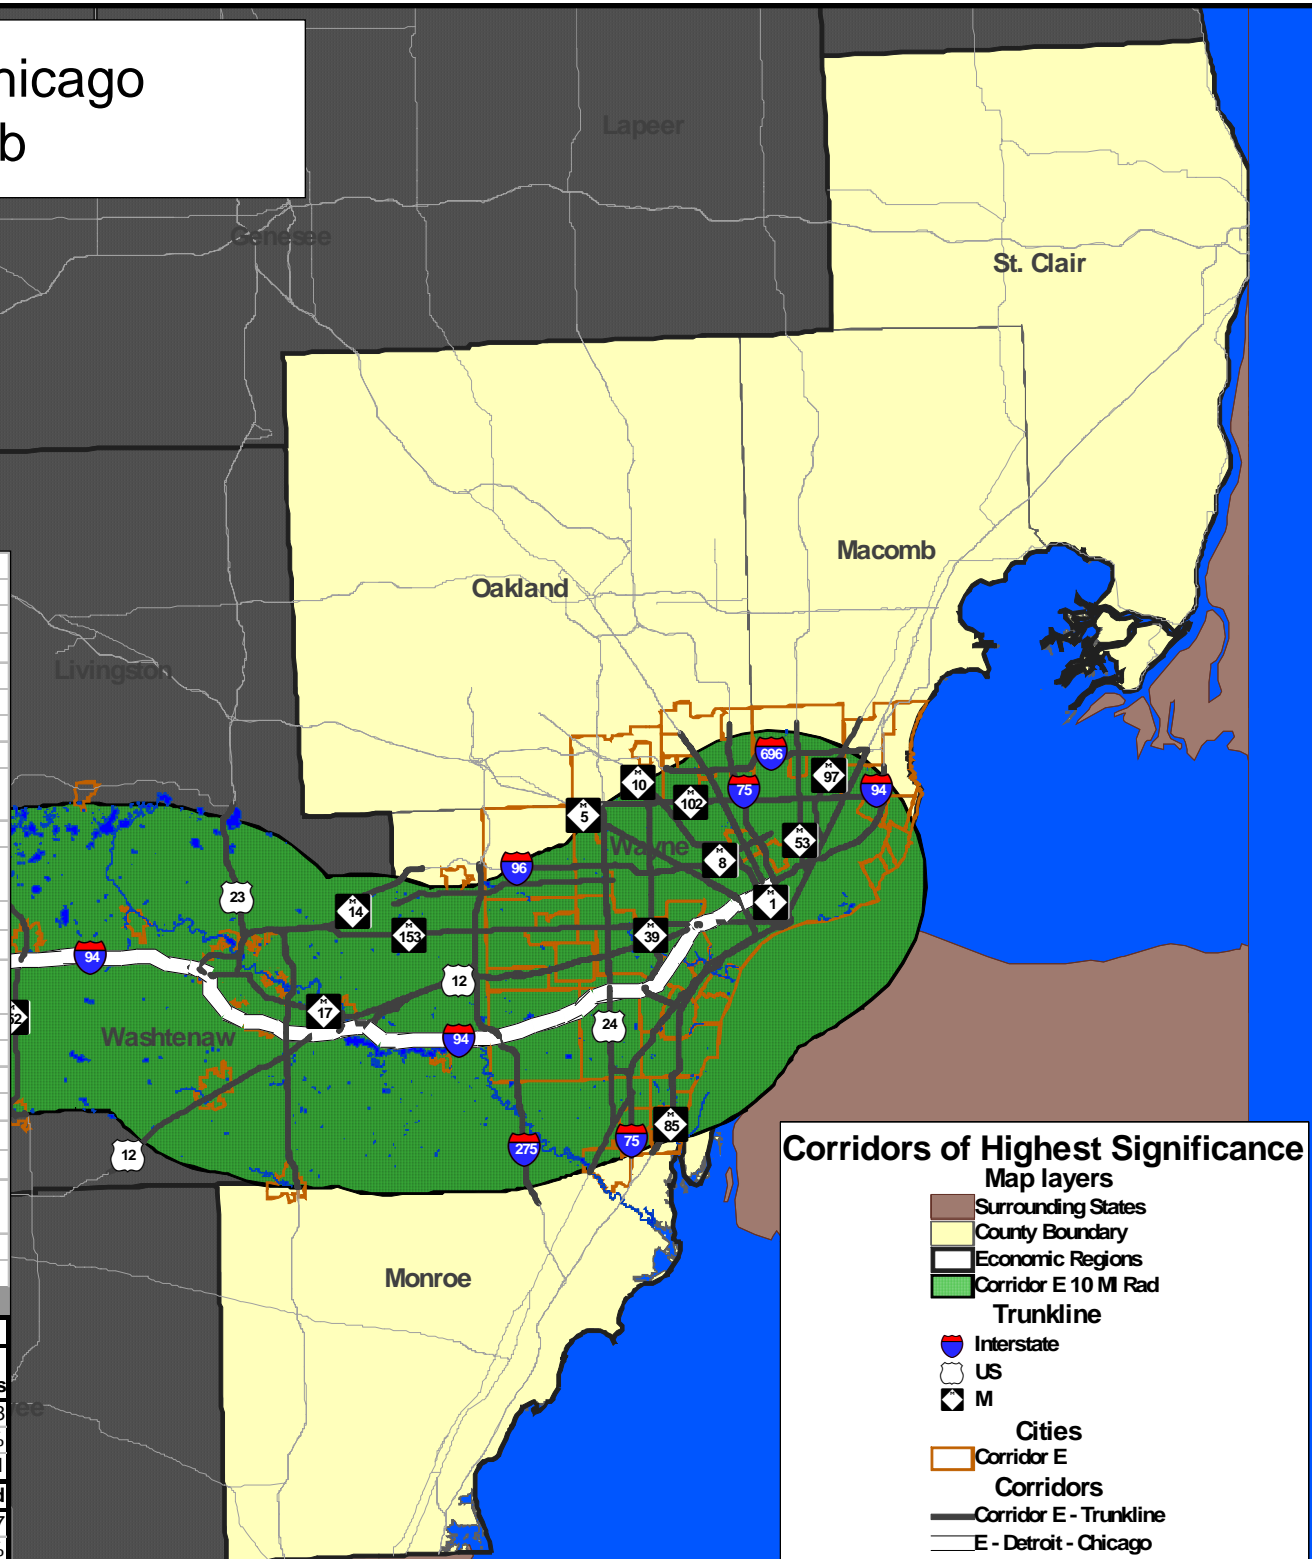 hicago
b
Lapeer
Genesee
St. Clair
Macomb
Oakland
Livingston
696
M 10
M 97
75
94
M 102
M 5
M 53
Wayne
M 8
96
23
M 1
M 14
M 153
M 39
94
12
M 17
24
Washtenaw
94
M 85
75
275
12
Monroe
ee
Corridors of Highest Significance
Map layers
Surrounding States
County Boundary
Economic Regions
Corridor E 10 MI Rad
Trunkline
Interstate
US
M
Cities
Corridor E
Corridors
Corridor E - Trunkline
E - Detroit - Chicago